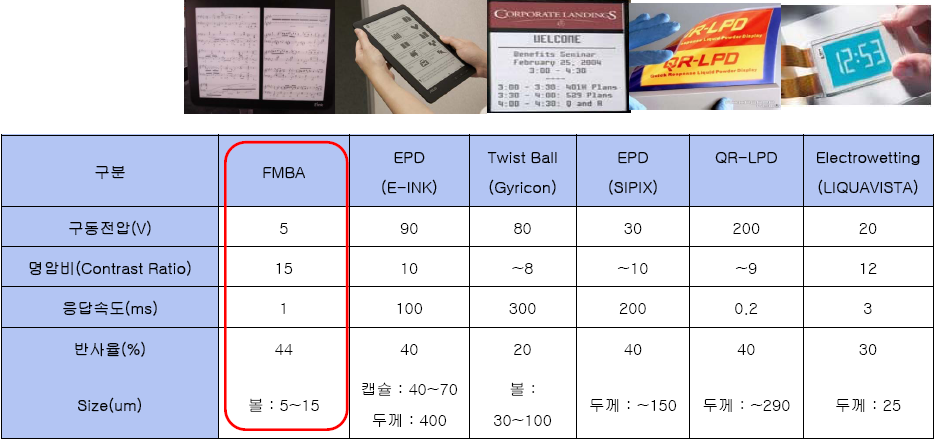 CORPORATE LANDINGS
WELCOME
Benefits Seminar
February 25, 2004
3:00 - 4:30
3:00 - 3:30: 401K Plans
3:30 - 4:00: 529 Plans
4:00 - 4:30: Q and A
QR-LPD
Quick Response Liquid Powder Display
12:53
구분 FMBA EPD (E-INK) Twist Ball (Gyricon) EPD (SIPIX) QR-LPD Electrowetting (LIQUAVISTA)
구동전압(V) 5 90 80 30 200 20
명암비(Contrast Ratio) 15 10 ~8 ~10 ~9 12
응답속도(ms) 1 100 300 200 0.2 3
반사율(%) 44 40 20 40 40 30
Size(um) 볼 : 5~15 캡슐 : 40~70 두께 : 400 볼 : 30~100 두께 : ~150 두께 : ~290 두께 : 25